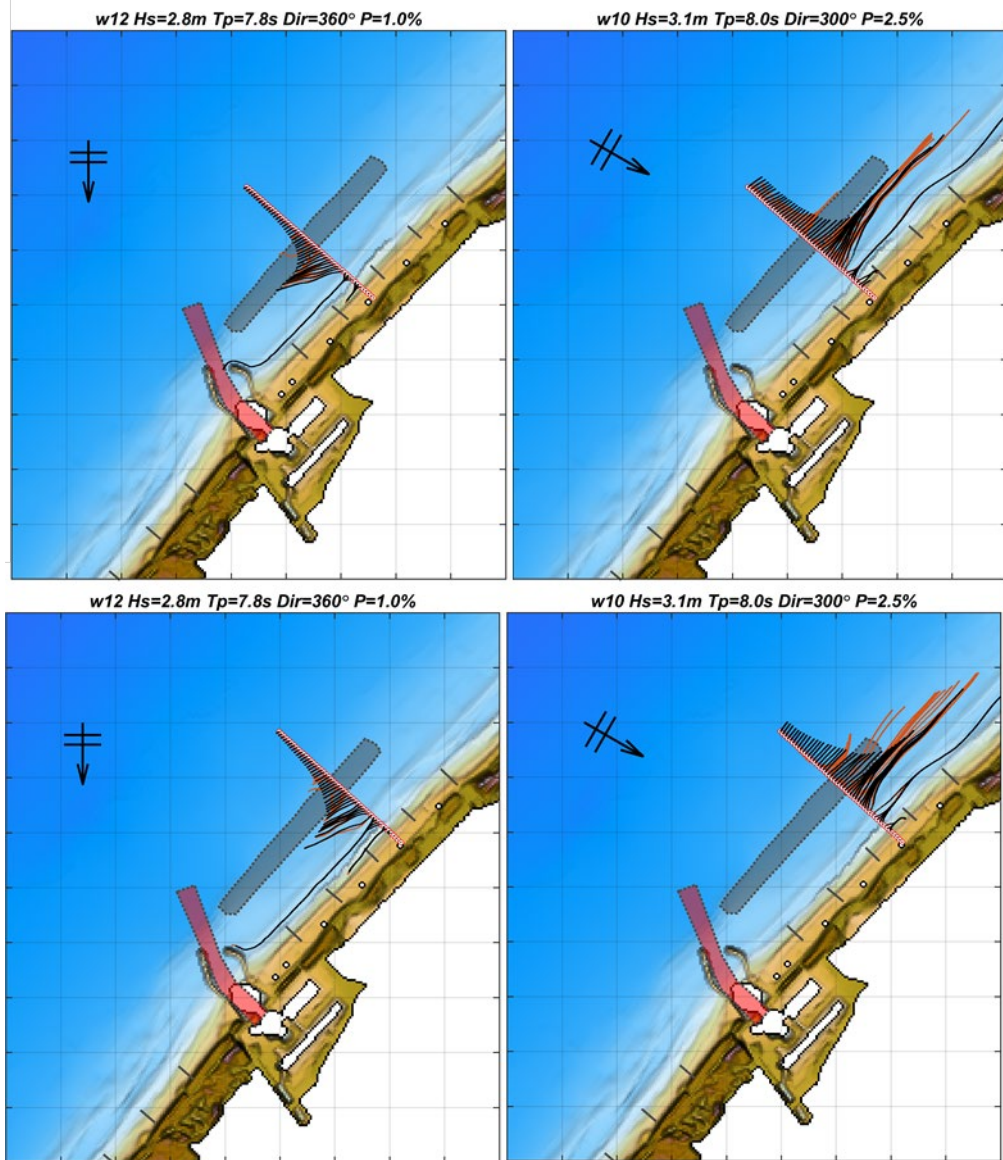 w12 Hs=2.8m Tp=7.8s Dir=360° P=1.0%
w10 Hs=3.1m Tp=8.0s Dir=300° P=2.5%
w12 Hs=2.8m Tp=7.8s Dir=360° P=1.0%
w10 Hs=3.1m Tp=8.0s Dir=300° P=2.5%